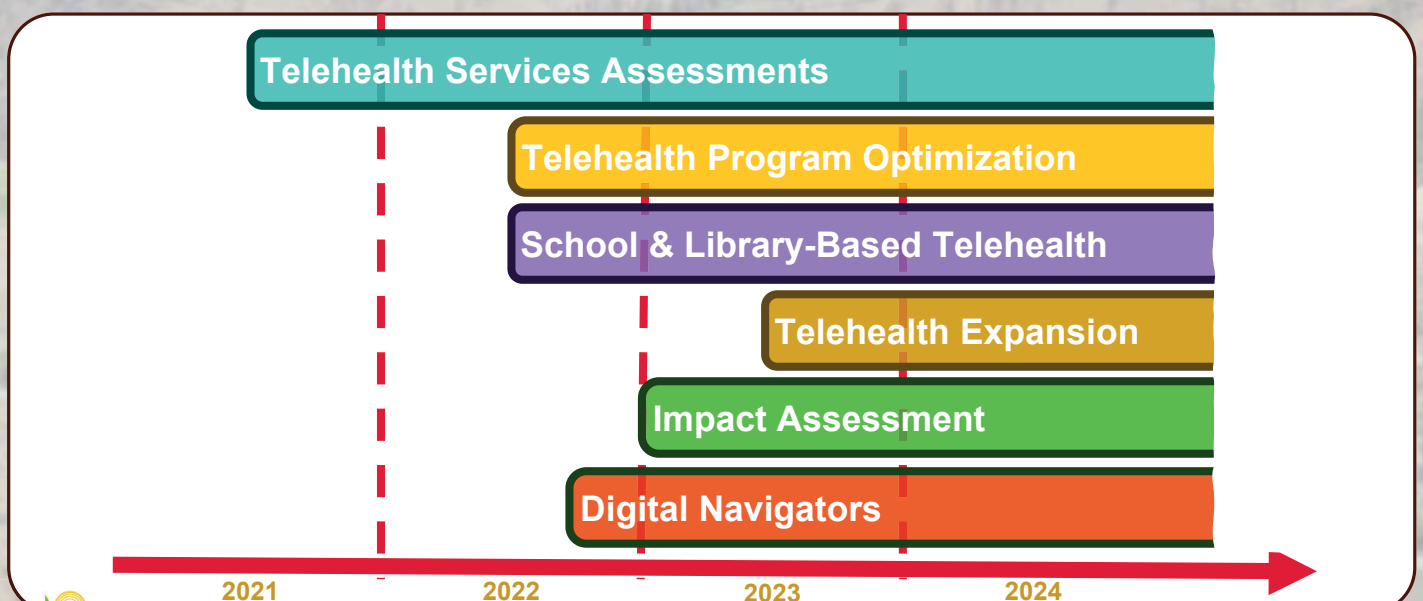 Telehealth Services Assessments
Telehealth Program Optimization
School & Library-Based Telehealth
Telehealth Expansion
Impact Assessment
Digital Navigators
2021 2022 2023 2024